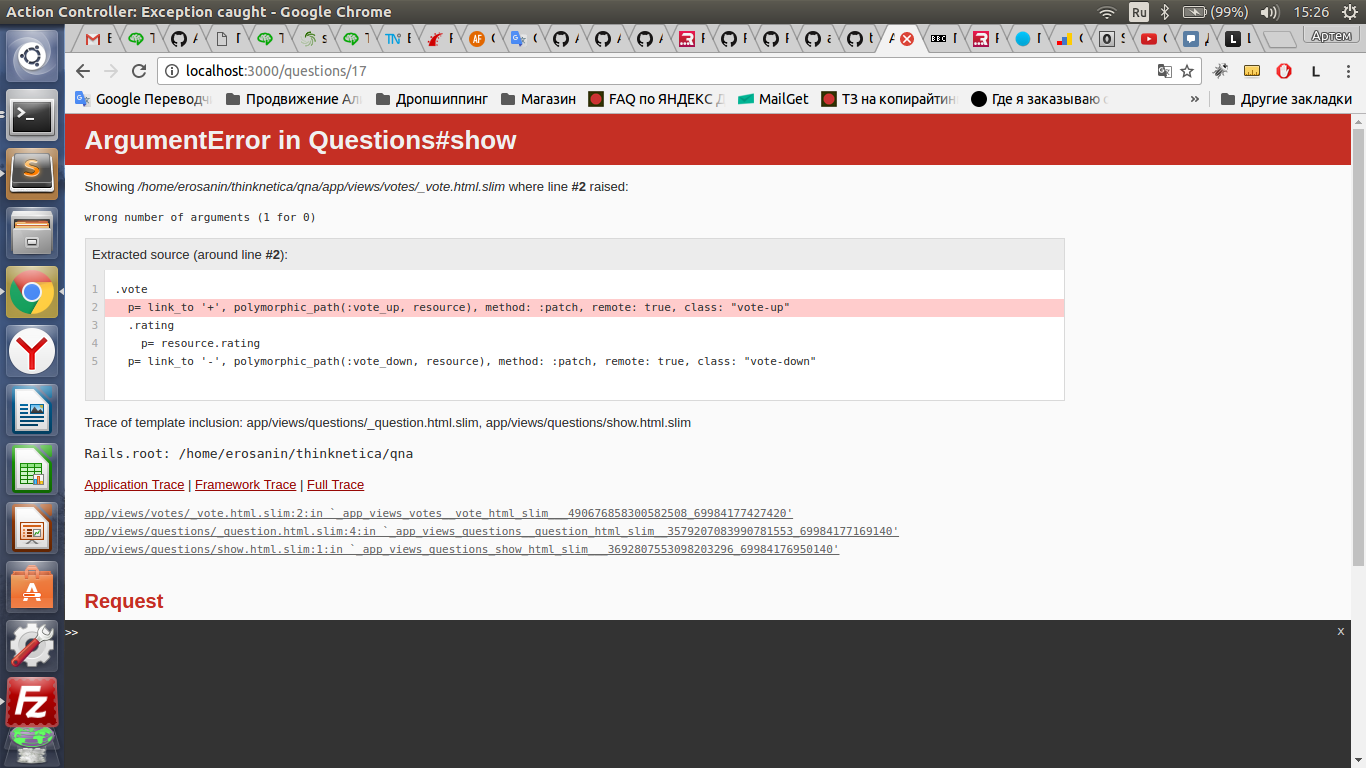 Action Controller: Exception caught - Google Chrome
Ru (99%) 15:26
Артем
localhost:3000/questions/17
Google Перевод Продвижение Ал Дропшиппинг Магазин FAQ по ЯНДЕКС MailGet ТЗ на копирайтин Где я заказываю » Другие закладки
ArgumentError in Questions#show
Showing /home/erosanin/thinknetica/qna/app/views/votes/_vote.html.slim where line #2 raised:
wrong number of arguments (1 for 0)
Extracted source (around line #2):
1 .vote
2 p= link_to '+', polymorphic_path(:vote_up, resource), method: :patch, remote: true, class: "vote-up"
3 .rating
4 p= resource.rating
5 p= link_to '-', polymorphic_path(:vote_down, resource), method: :patch, remote: true, class: "vote-down"
Trace of template inclusion: app/views/questions/_question.html.slim, app/views/questions/show.html.slim
Rails.root: /home/erosanin/thinknetica/qna
Application Trace | Framework Trace | Full Trace
app/views/votes/_vote.html.slim:2:in `_app_views_votes__vote_html_slim___490676858300582508_69984177427420'
app/views/questions/_question.html.slim:4:in `_app_views_questions__question_html_slim__3579207083990781553_69984177169140'
app/views/questions/show.html.slim:1:in `_app_views_questions_show_html_slim___3692807553098203296_69984176950140'
Request
>> x